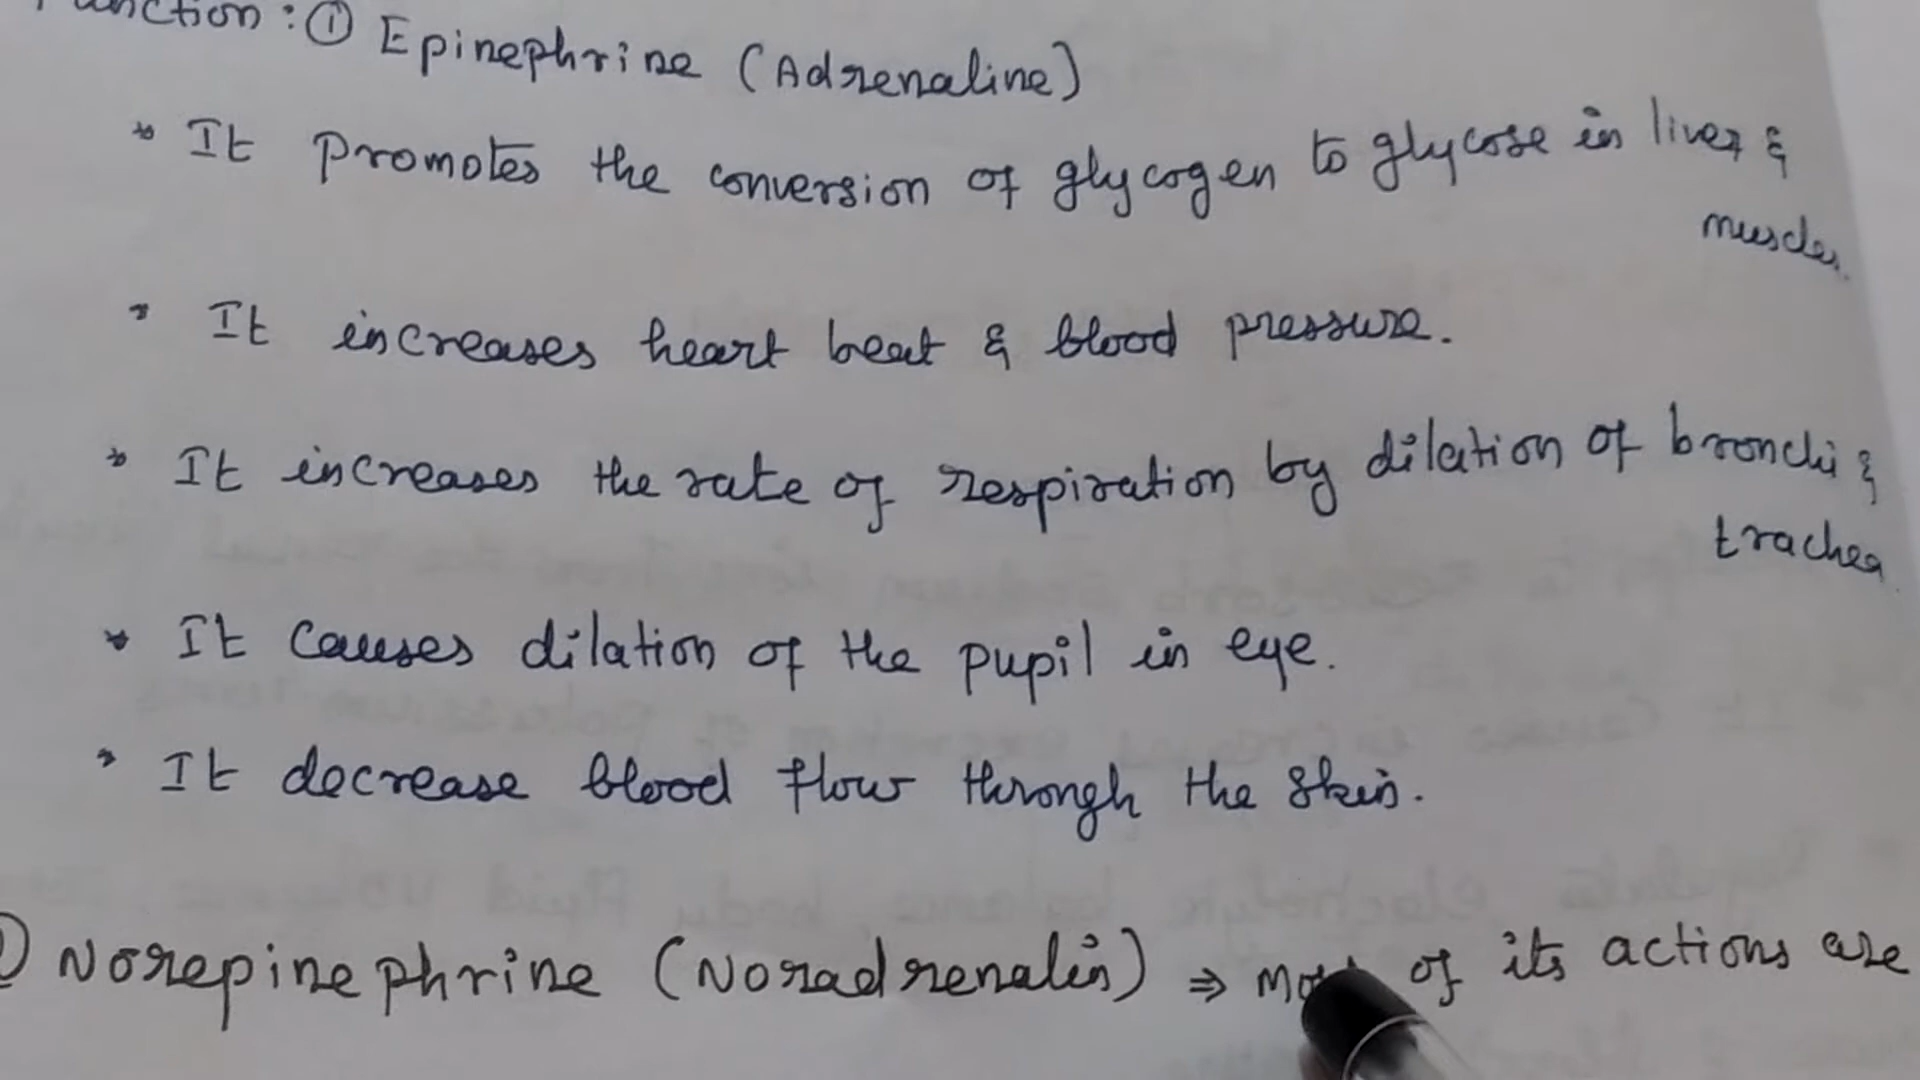 Function : ① Epinephrine (Adrenaline)
* It promotes the conversion of glycogen to glycose in liver &
muscles.
* It increases heart beat & blood pressure.
* It increases the rate of respiration by dilation of bronchi &
trachea
* It causes dilation of the pupil in eye.
* It decrease blood flow through the skin.
Norepinephrine (Noradrenalin) ⇒ most of its actions are